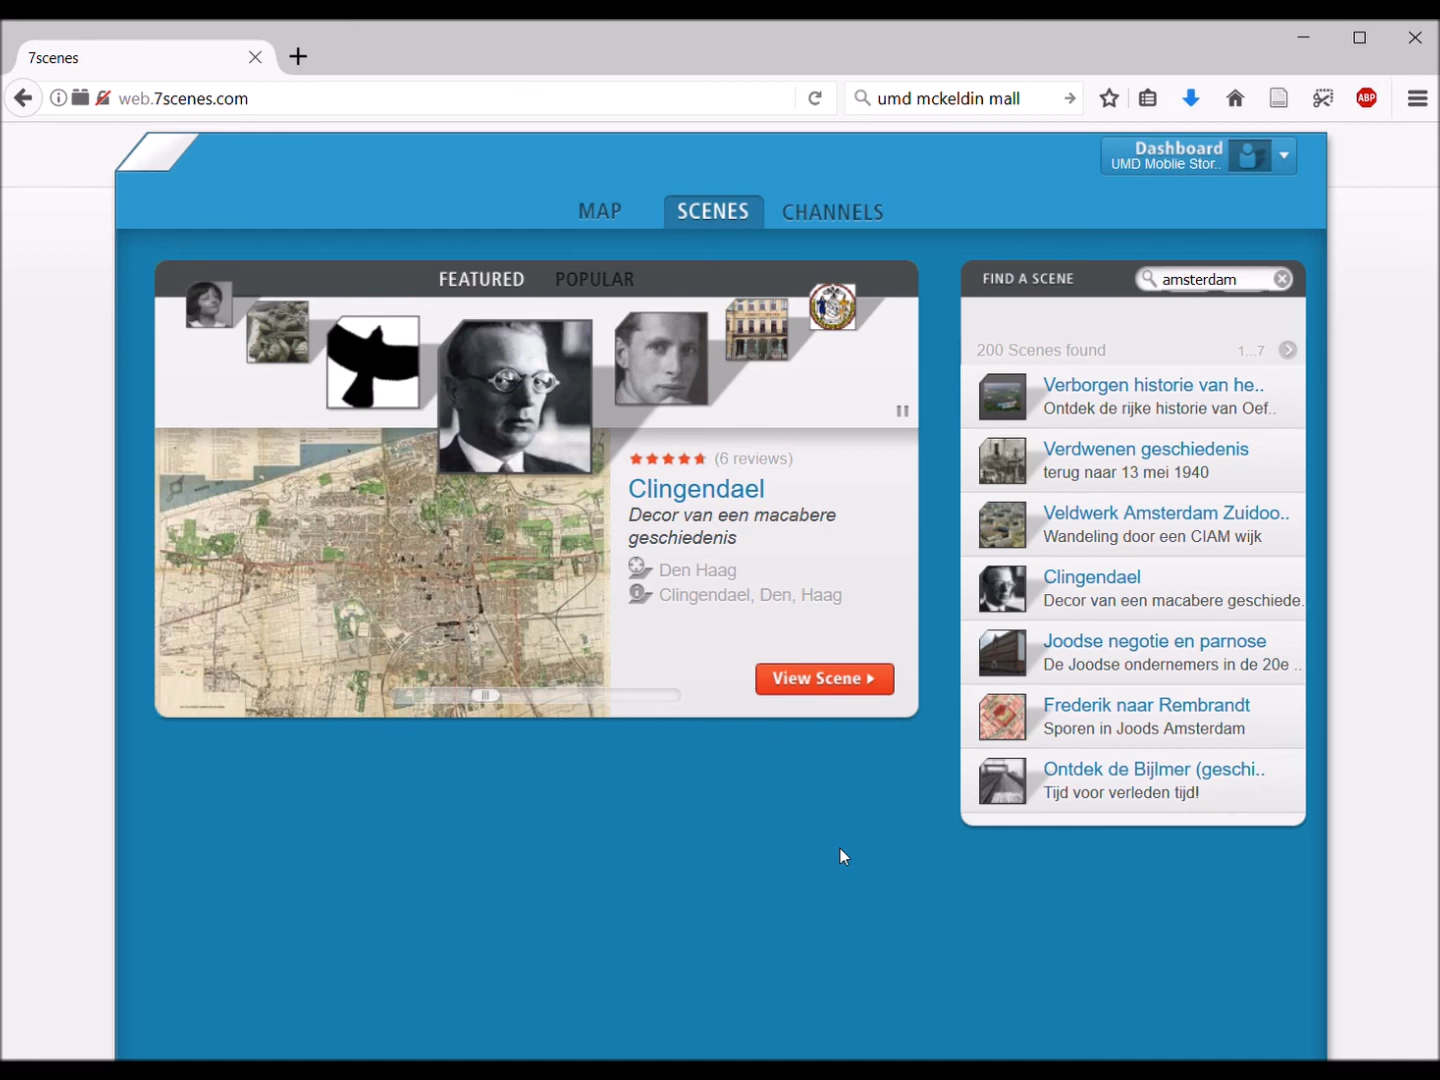 7scenes
web.7scenes.com
umd mckeldin mall
ABP
Dashboard
UMD Moblie Stor..
MAP
SCENES
CHANNELS
FEATURED
POPULAR
(6 reviews)
Clingendael
Decor van een macabere
geschiedenis
Den Haag
Clingendael, Den, Haag
View Scene
FIND A SCENE
amsterdam
200 Scenes found
1...7
Verborgen historie van he..
Ontdek de rijke historie van Oef..
Verdwenen geschiedenis
terug naar 13 mei 1940
Veldwerk Amsterdam Zuidoo..
Wandeling door een CIAM wijk
Clingendael
Decor van een macabere geschiede.
Joodse negotie en parnose
De Joodse ondernemers in de 20e ..
Frederik naar Rembrandt
Sporen in Joods Amsterdam
Ontdek de Bijlmer (geschi..
Tijd voor verleden tijd!